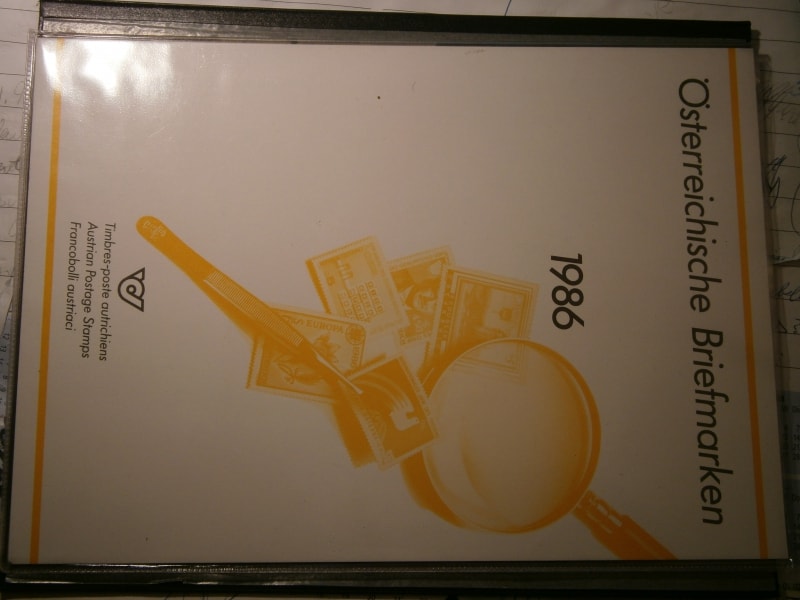 Österreichische Briefmarken
1986
Timbres-poste autrichiens
Austrian Postage Stamps
Francobolli austriaci